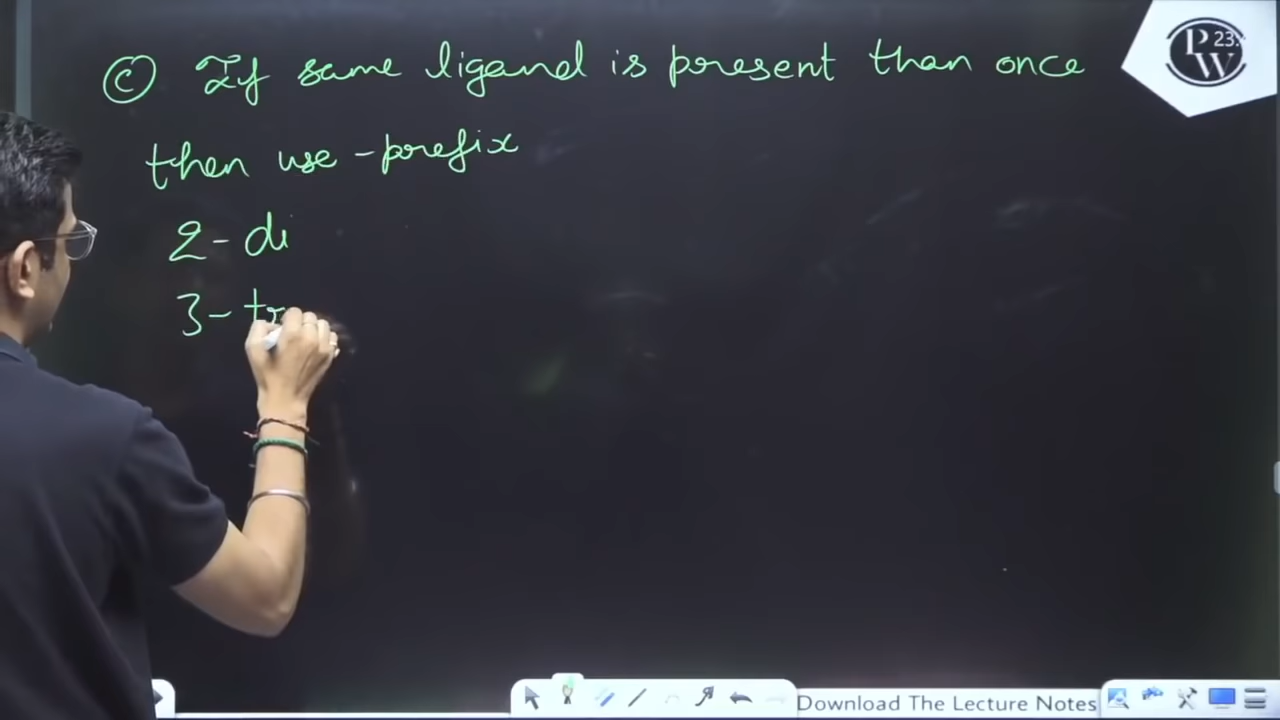 © If same ligand is present than once
then use - prefix
2 - di
3 - tr
PW 23.
Download The Lecture Notes